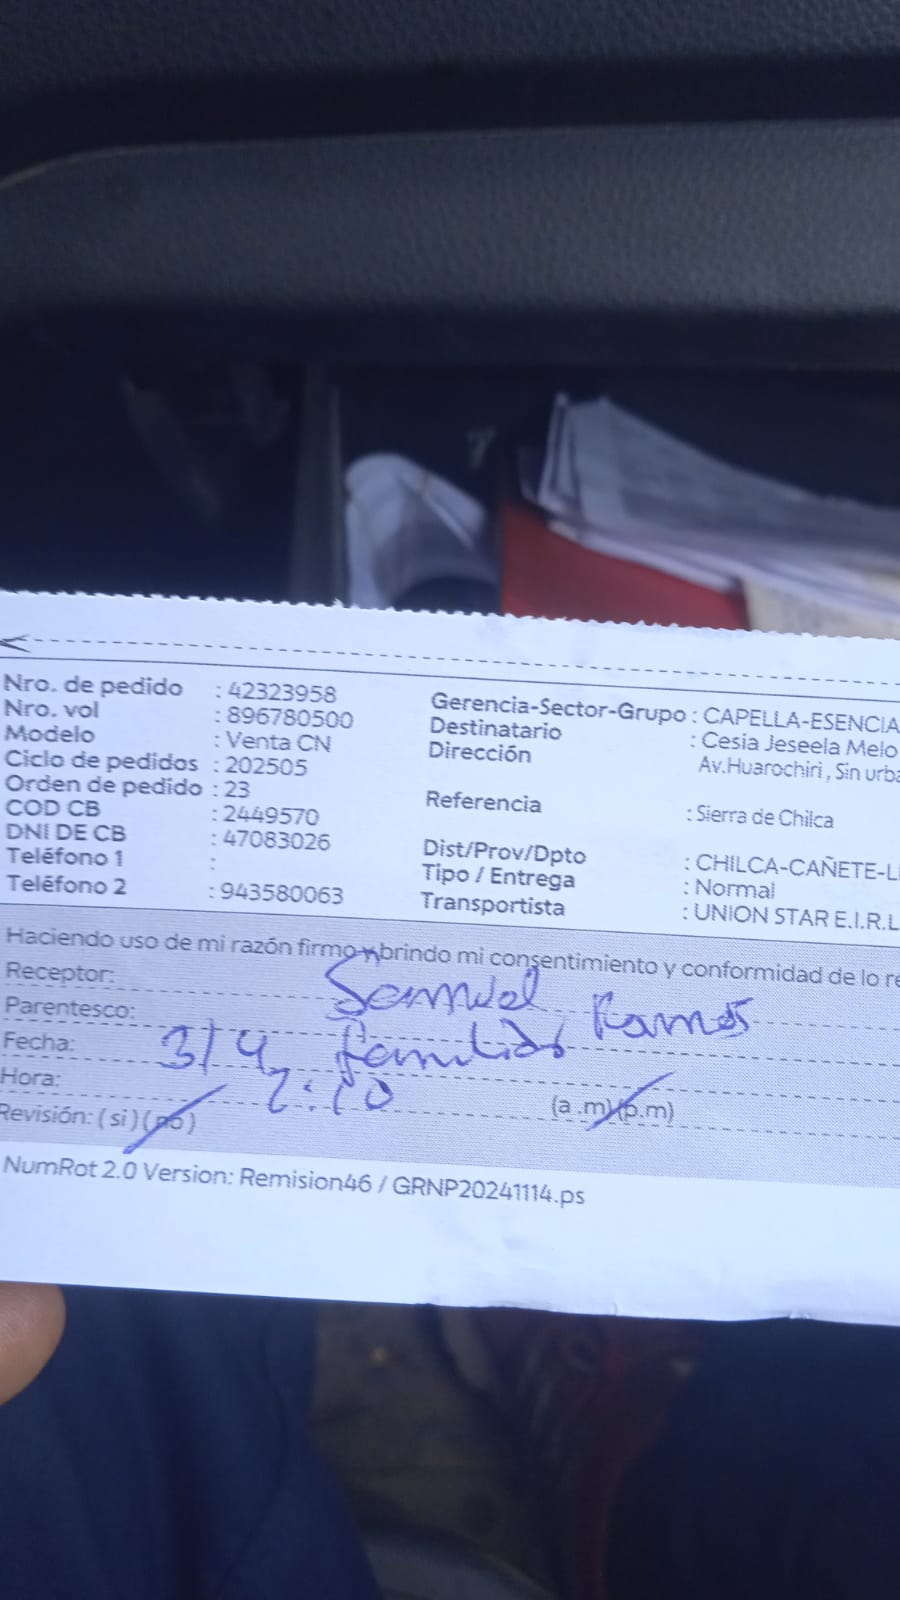 Nro. de pedido : 42323958 Gerencia-Sector-Grupo : CAPELLA-ESENCIA
Nro. vol : 896780500 Destinatario : Cesia Jeseela Melo
Modelo : Venta CN Dirección Av.Huarochiri , Sin urba
Ciclo de pedidos : 202505
Orden de pedido : 23 Referencia : Sierra de Chilca
COD CB : 2449570
DNI DE CB : 47083026 Dist/Prov/Dpto : CHILCA-CAÑETE-LI
Teléfono 1 : Tipo / Entrega : Normal
Teléfono 2 : 943580063 Transportista : UNION STAR E.I.R.L
Haciendo uso de mi razón firmo y brindo mi consentimiento y conformidad de lo re
Receptor: Samuel Ramos
Parentesco: familiar
Fecha: 3/4
Hora: 2:10 (a .m)(p.m)
Revisión: ( si ) ( no )
NumRot 2.0 Version: Remision46 / GRNP20241114.ps